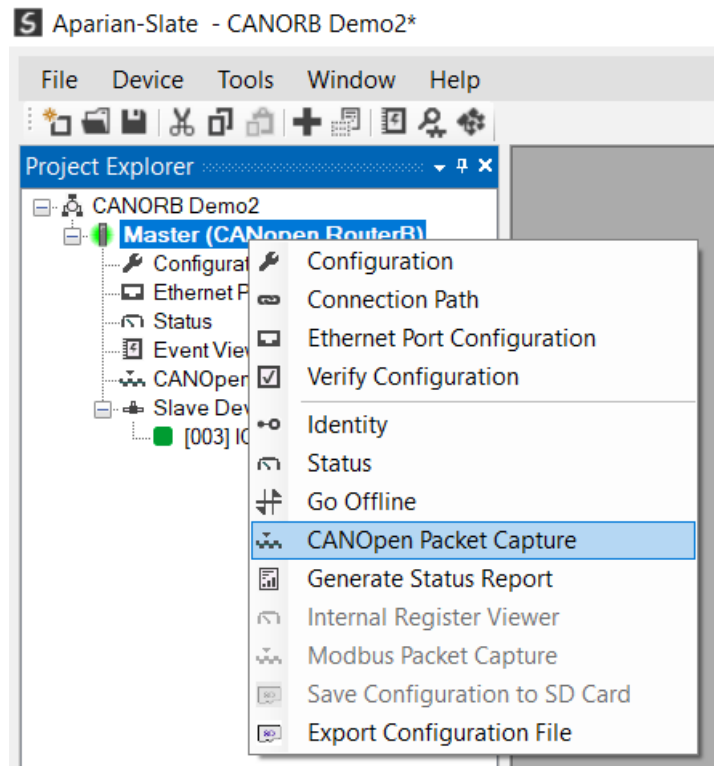 Aparian-Slate - CANORB Demo2*
File Device Tools Window Help
Project Explorer
CANORB Demo2
Master (CANopen RouterB)
Configurat
Ethernet P
Status
Event Vie
CANOpen
Slave Dev
[003] IO
Configuration
Connection Path
Ethernet Port Configuration
Verify Configuration
Identity
Status
Go Offline
CANOpen Packet Capture
Generate Status Report
Internal Register Viewer
Modbus Packet Capture
Save Configuration to SD Card
Export Configuration File